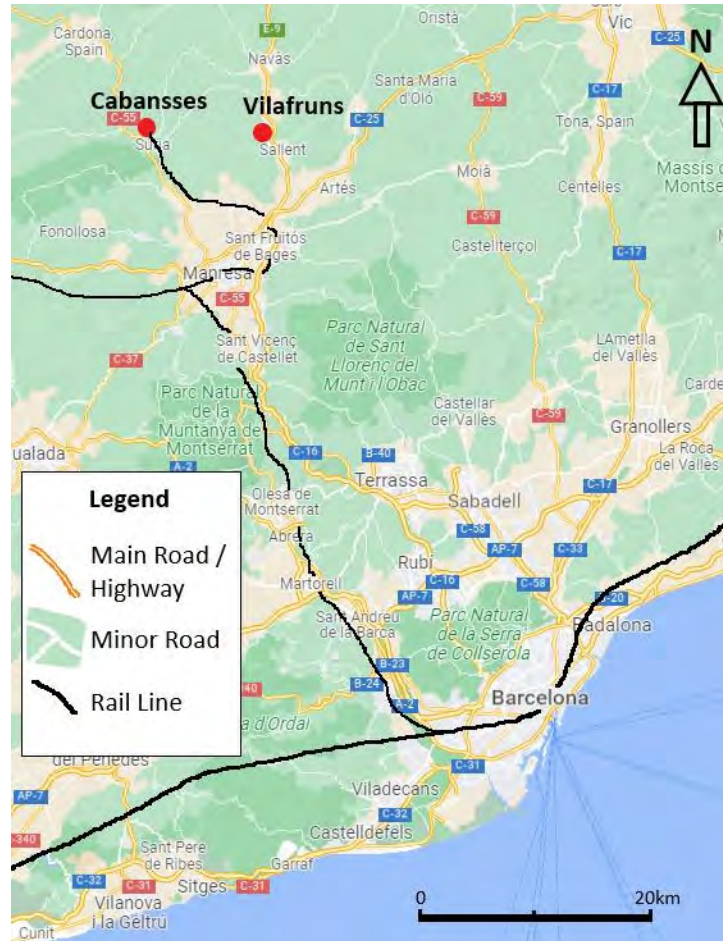 Cardona,
Spain
E-9
Navàs
Oristà
Vic
C-25
N
Cabansses
Vilafruns
C-55
Súria
Sallent
C-25
Santa Maria
d'Oló
C-59
C-17
Tona, Spain
Massís d
Montser
Artés
Moià
Centelles
Fonollosa
Sant Fruitós
de Bages
C-59
Castellterçol
C-17
Manresa
C-55
Sant Vicenç
de Castellet
Parc Natural
de Sant
Llorenç del
Munt i l'Obac
LAmetlla
del Vallès
C-37
Parc Natural
de la
Muntanya de
Montserrat
Castellar
del Vallès
C-59
Carde
Granollers
La Roca
del Vallès
ualada
A-2
C-16
B-40
Terrassa
Sabadell
C-17
Legend
Main Road /
Highway
Minor Road
Rail Line
Olesa de
Montserrat
Abrera
Martorell
C-58
AP-7
C-33
Rubí
C-16
C-58
AP-7
B-20
Badalona
Sant Andreu
de la Barca
Parc Natural
de la Serra
de Collserola
B-23
B-24
A-2
340
Barcelona
a d'Ordal
del Penedès
C-31
Viladecans
AP-7
C-32
Castelldefels
-340
Sant Pere
de Ribes
Garraf
C-32
C-31
Sitges
C-31
Vilanova
i la Geltrú
Cunit
0
20km